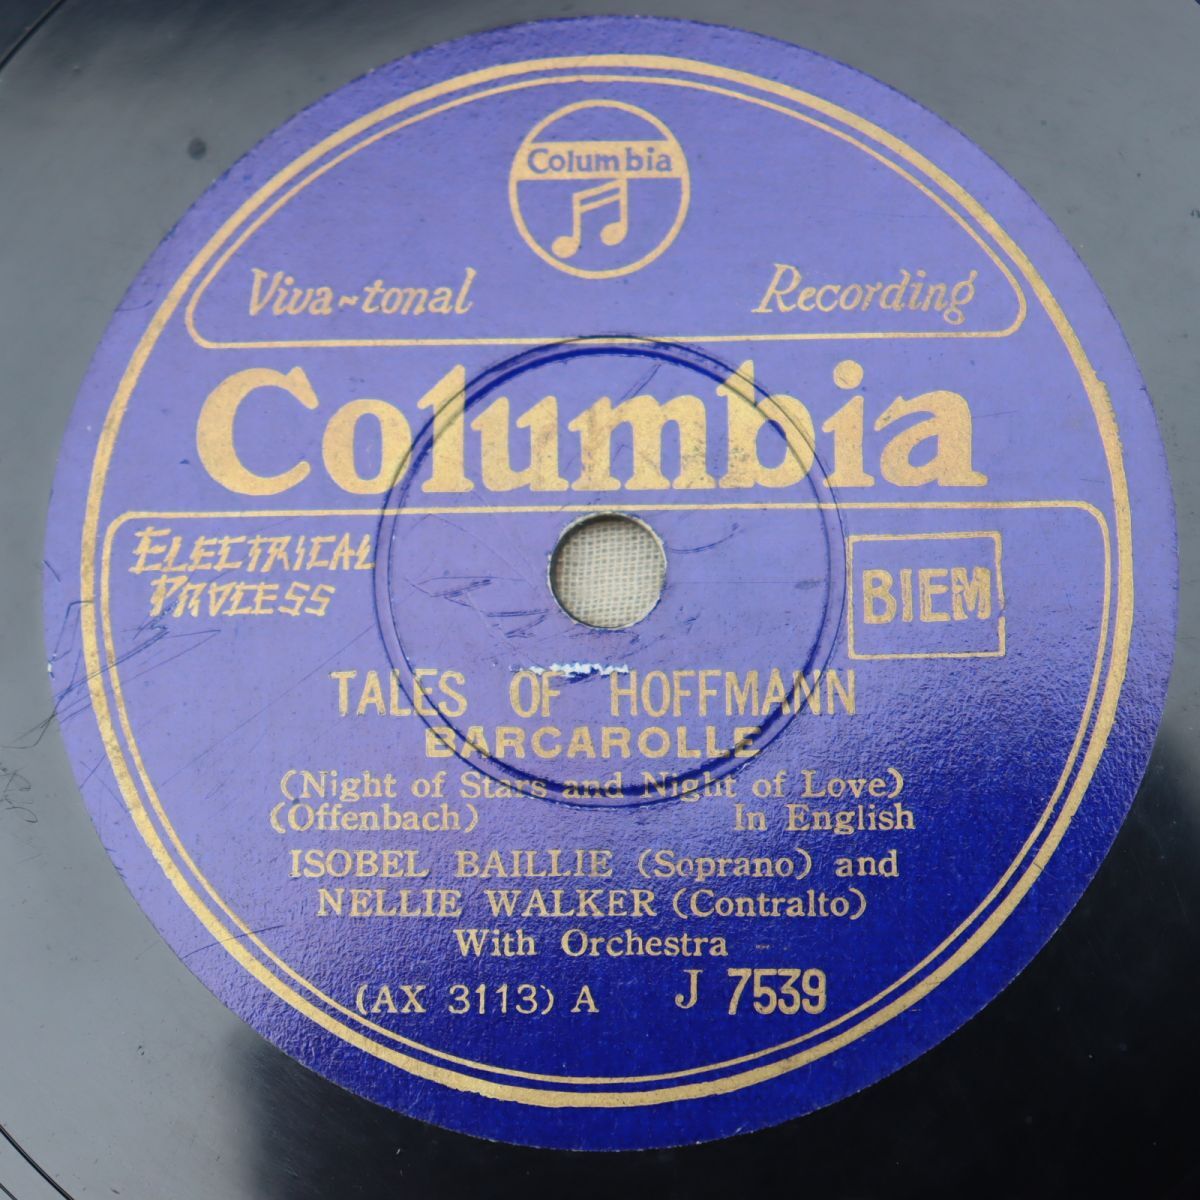 Columbia
Viva-tonal Recording
Columbia
ELECTRICAL
PROCESS
BIEM
TALES OF HOFFMANN
BARCAROLLE
(Night of Stars and Night of Love)
(Offenbach) In English
ISOBEL BAILLIE (Soprano) and
NELLIE WALKER (Contralto)
With Orchestra
(AX 3113) A J 7539